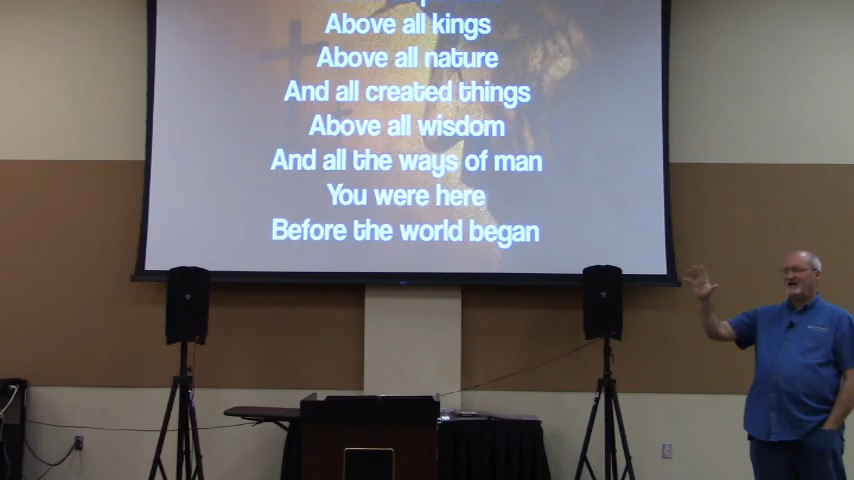 Above all kings
Above all nature
And all created things
Above all wisdom
And all the ways of man
You were here
Before the world began